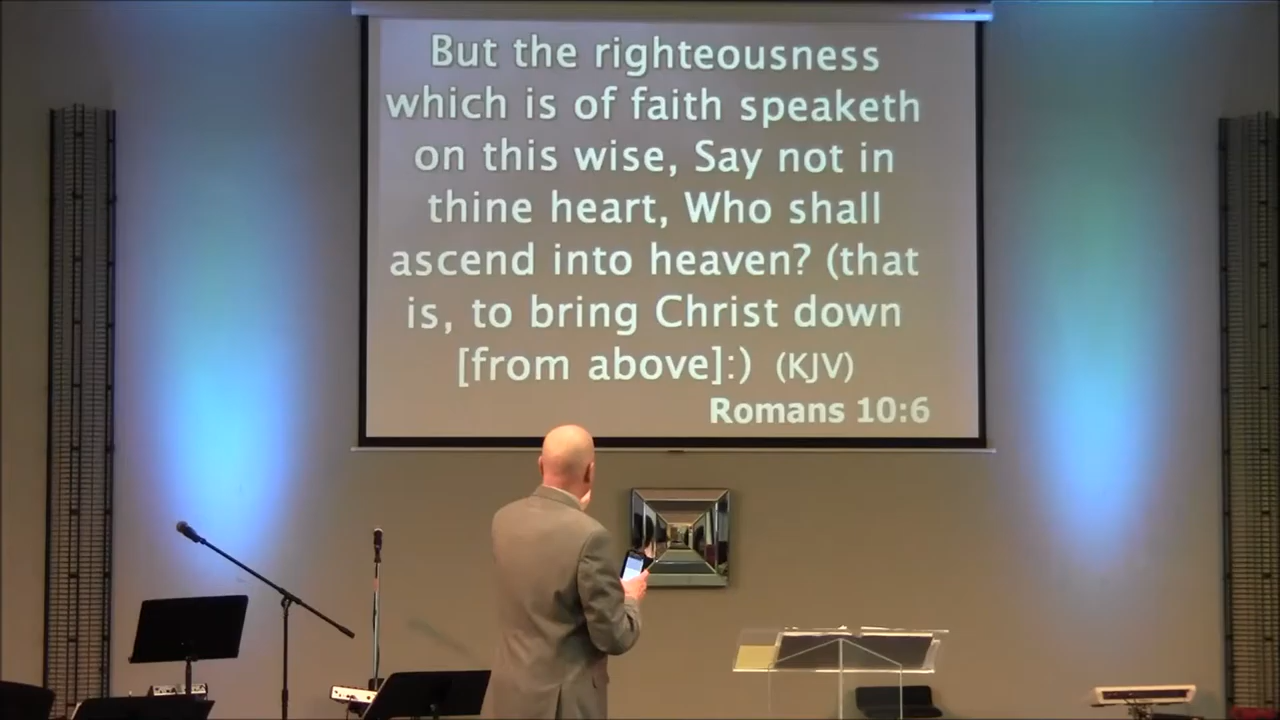 But the righteousness
which is of faith speaketh
on this wise, Say not in
thine heart, Who shall
ascend into heaven? (that
is, to bring Christ down
[from above]:) (KJV)
Romans 10:6